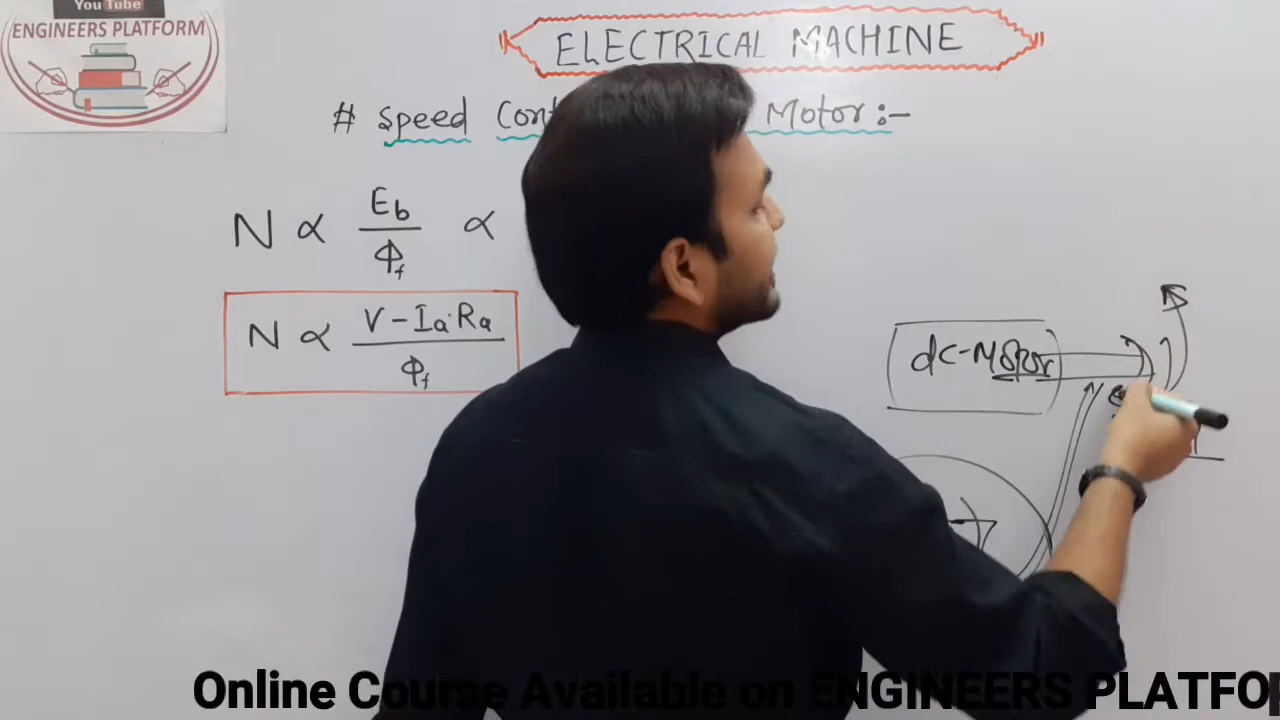 You Tube
ENGINEERS PLATFORM
ELECTRICAL MACHINE
# Speed Cont Motor:-
N ∝ Eb/Φf ∝
N ∝ V-Ia.Ra/Φf
dc-Motor
Online Course Available on ENGINEERS PLATFO